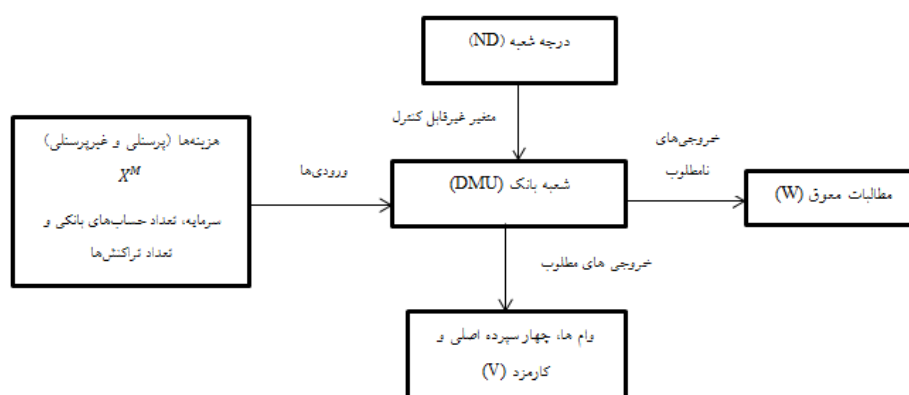 درجه شعبه (ND)
متغیر غیرقابل کنترل
خروجی‌های
نامطلوب
هزینه‌ها (پرسنلی و غیرپرسنلی)
X^M
سرمایه، تعداد حساب‌های بانکی و
تعداد تراکنش‌ها
ورودی‌ها
شعبه بانک (DMU)
مطالبات معوق (W)
خروجی های مطلوب
وام ها، چهار سپرده اصلی و
کارمزد (V)